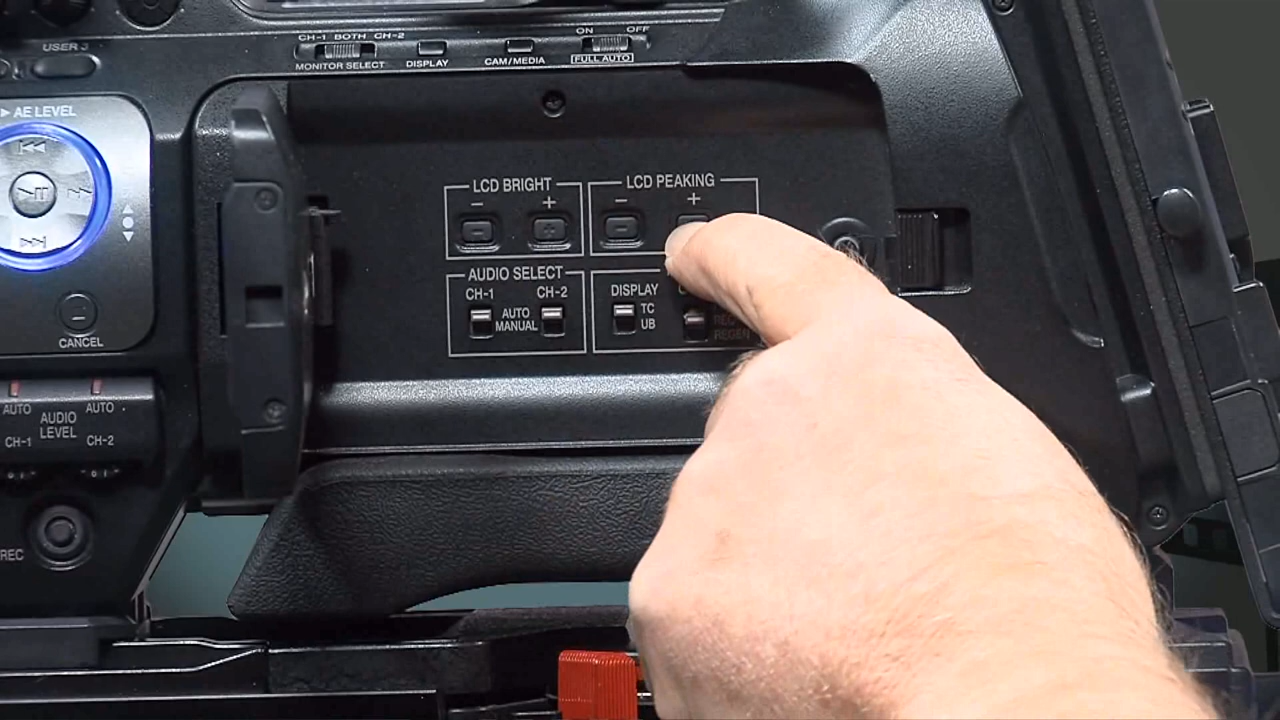 USER 3
CH-1 BOTH CH-2
MONITOR SELECT
DISPLAY
CAM/MEDIA
ON OFF
FULL AUTO
AE LEVEL
CANCEL
LCD BRIGHT
- +
LCD PEAKING
- +
AUDIO SELECT
CH-1 CH-2
AUTO
MANUAL
DISPLAY
TC
UB
REC
REGEN
AUTO AUTO
AUDIO
LEVEL
CH-1 CH-2
REC